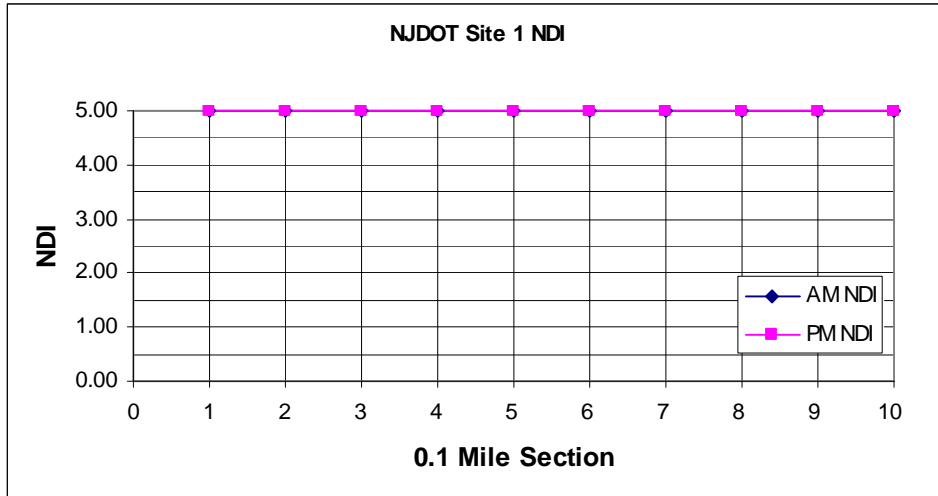 NJDOT Site 1 NDI
5.00
4.00
3.00
2.00
1.00
0.00
NDI
AM NDI
PM NDI
0 1 2 3 4 5 6 7 8 9 10
0.1 Mile Section